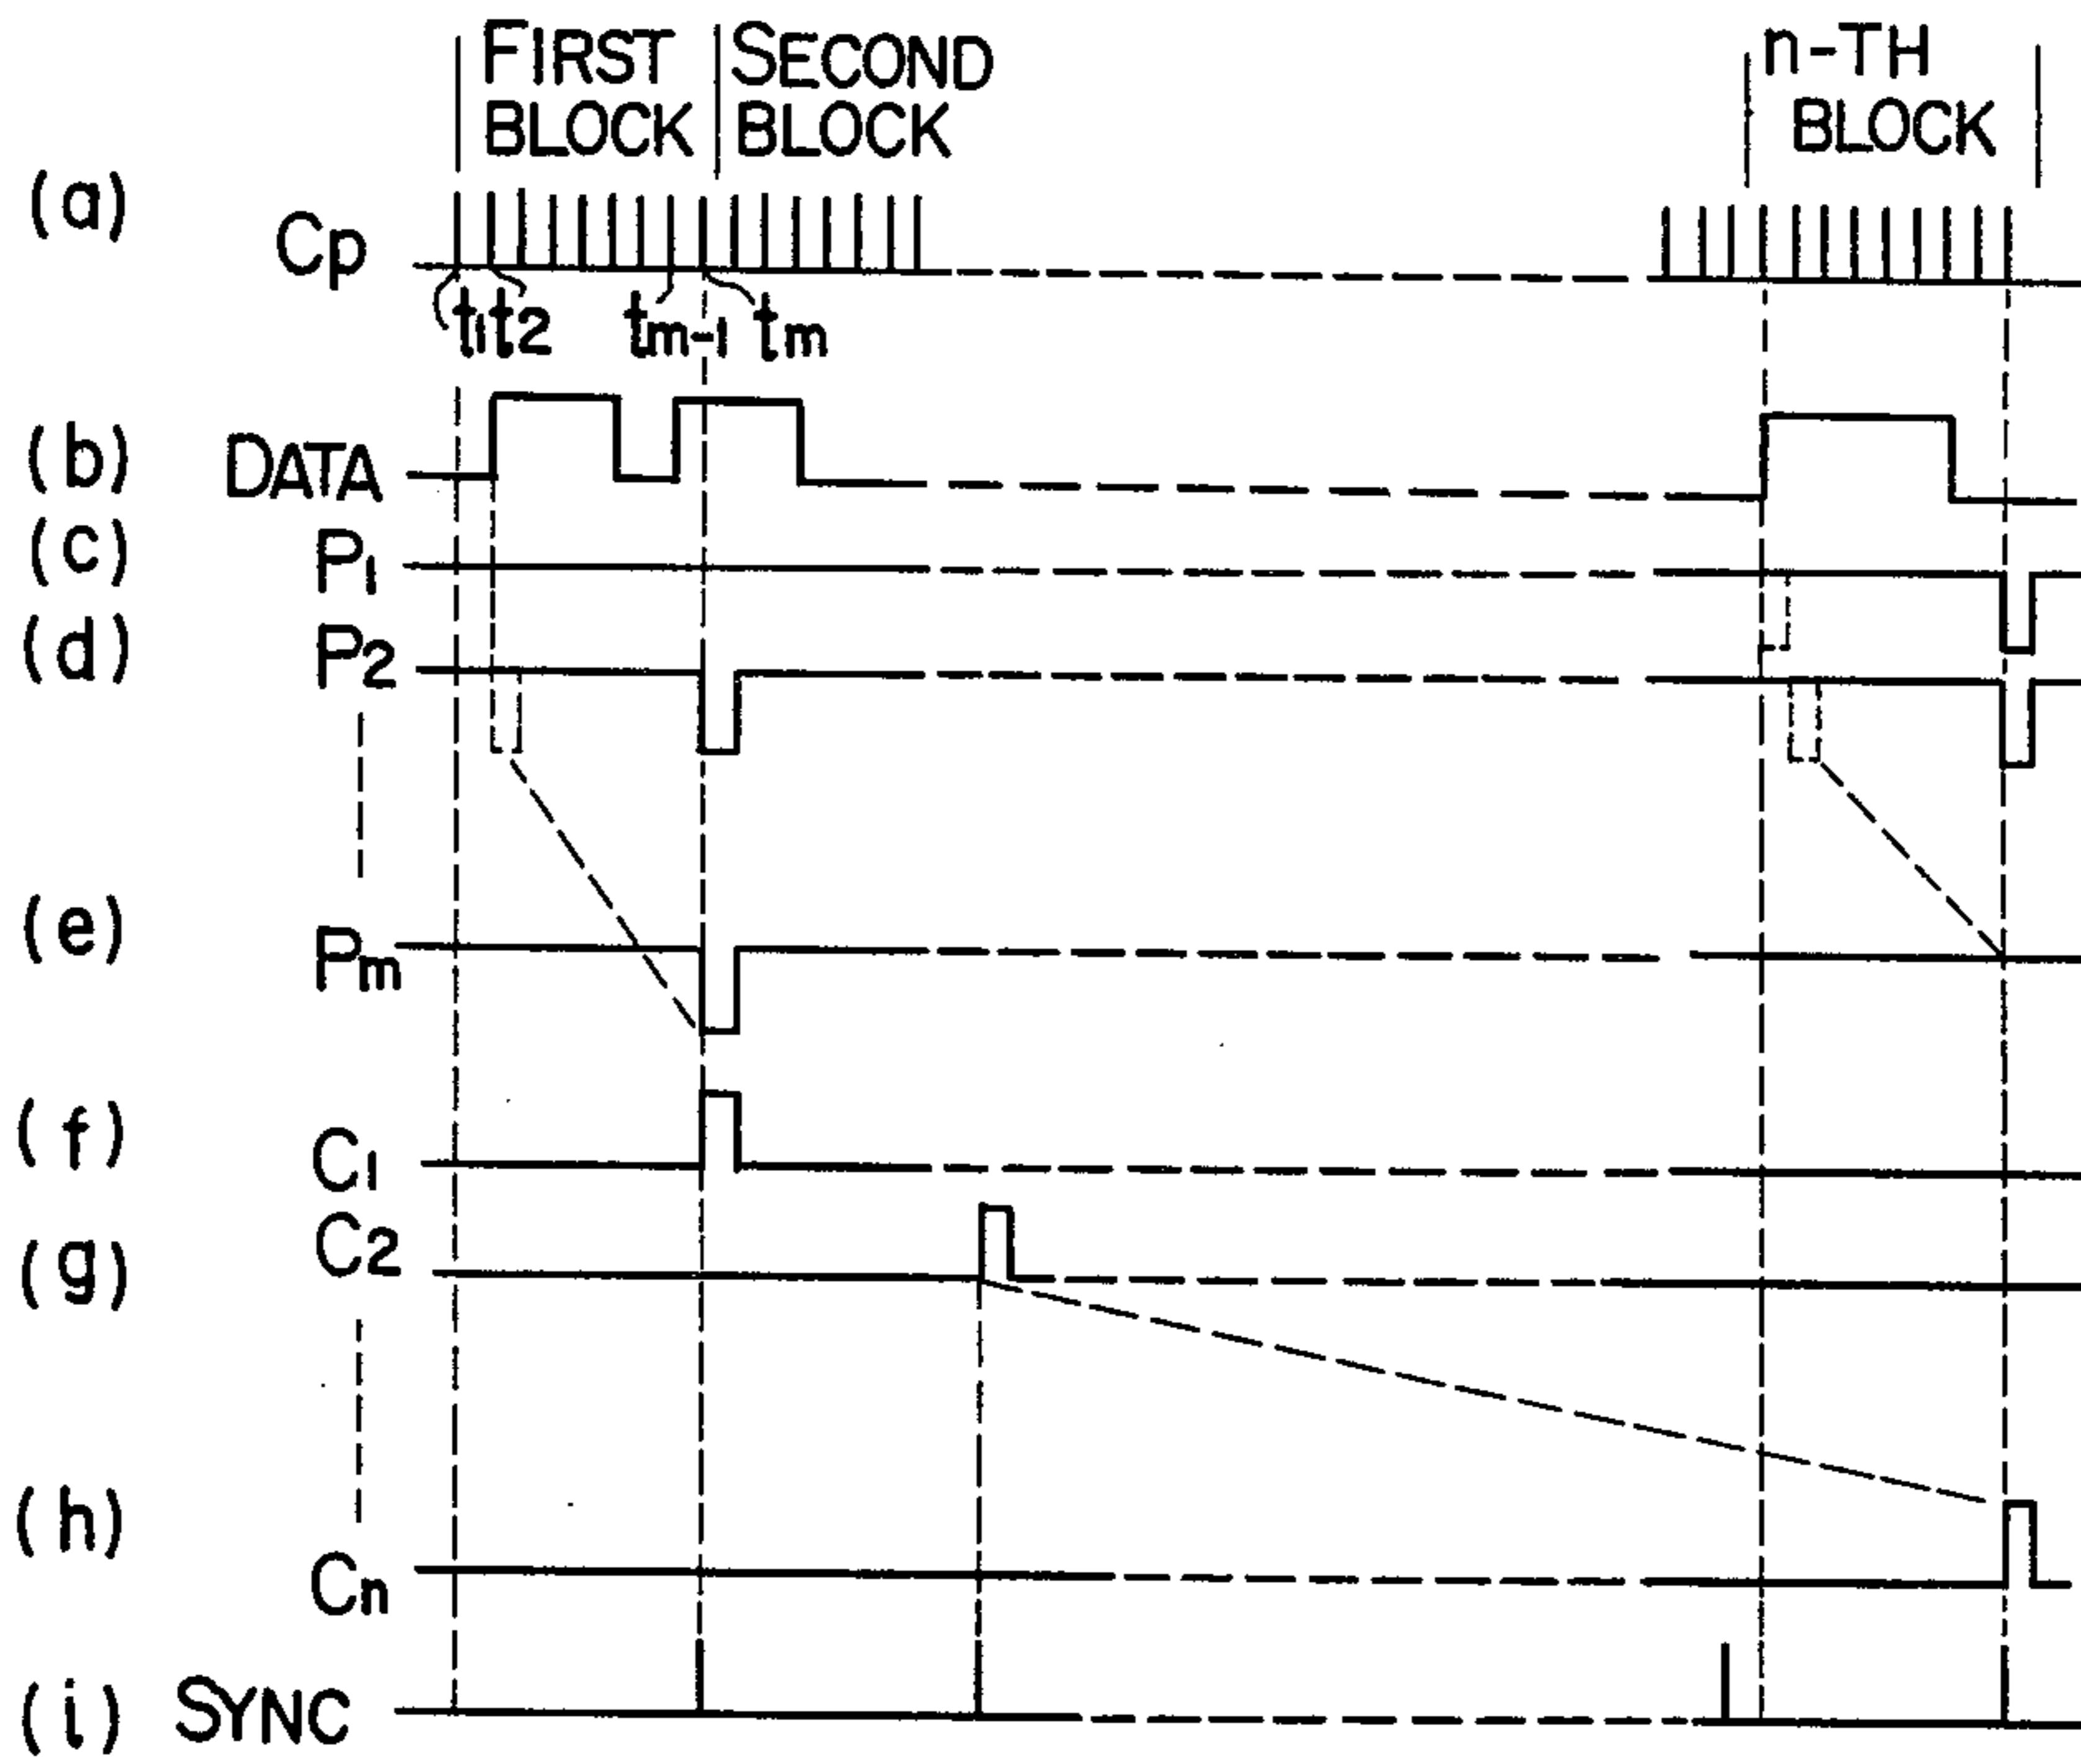 FIRST BLOCK
SECOND BLOCK
n-TH BLOCK
(a) Cp
t1 t2 tm-1 tm
(b) DATA
(c) P1
(d) P2
(e) Pm
(f) C1
(g) C2
(h) Cn
(i) SYNC